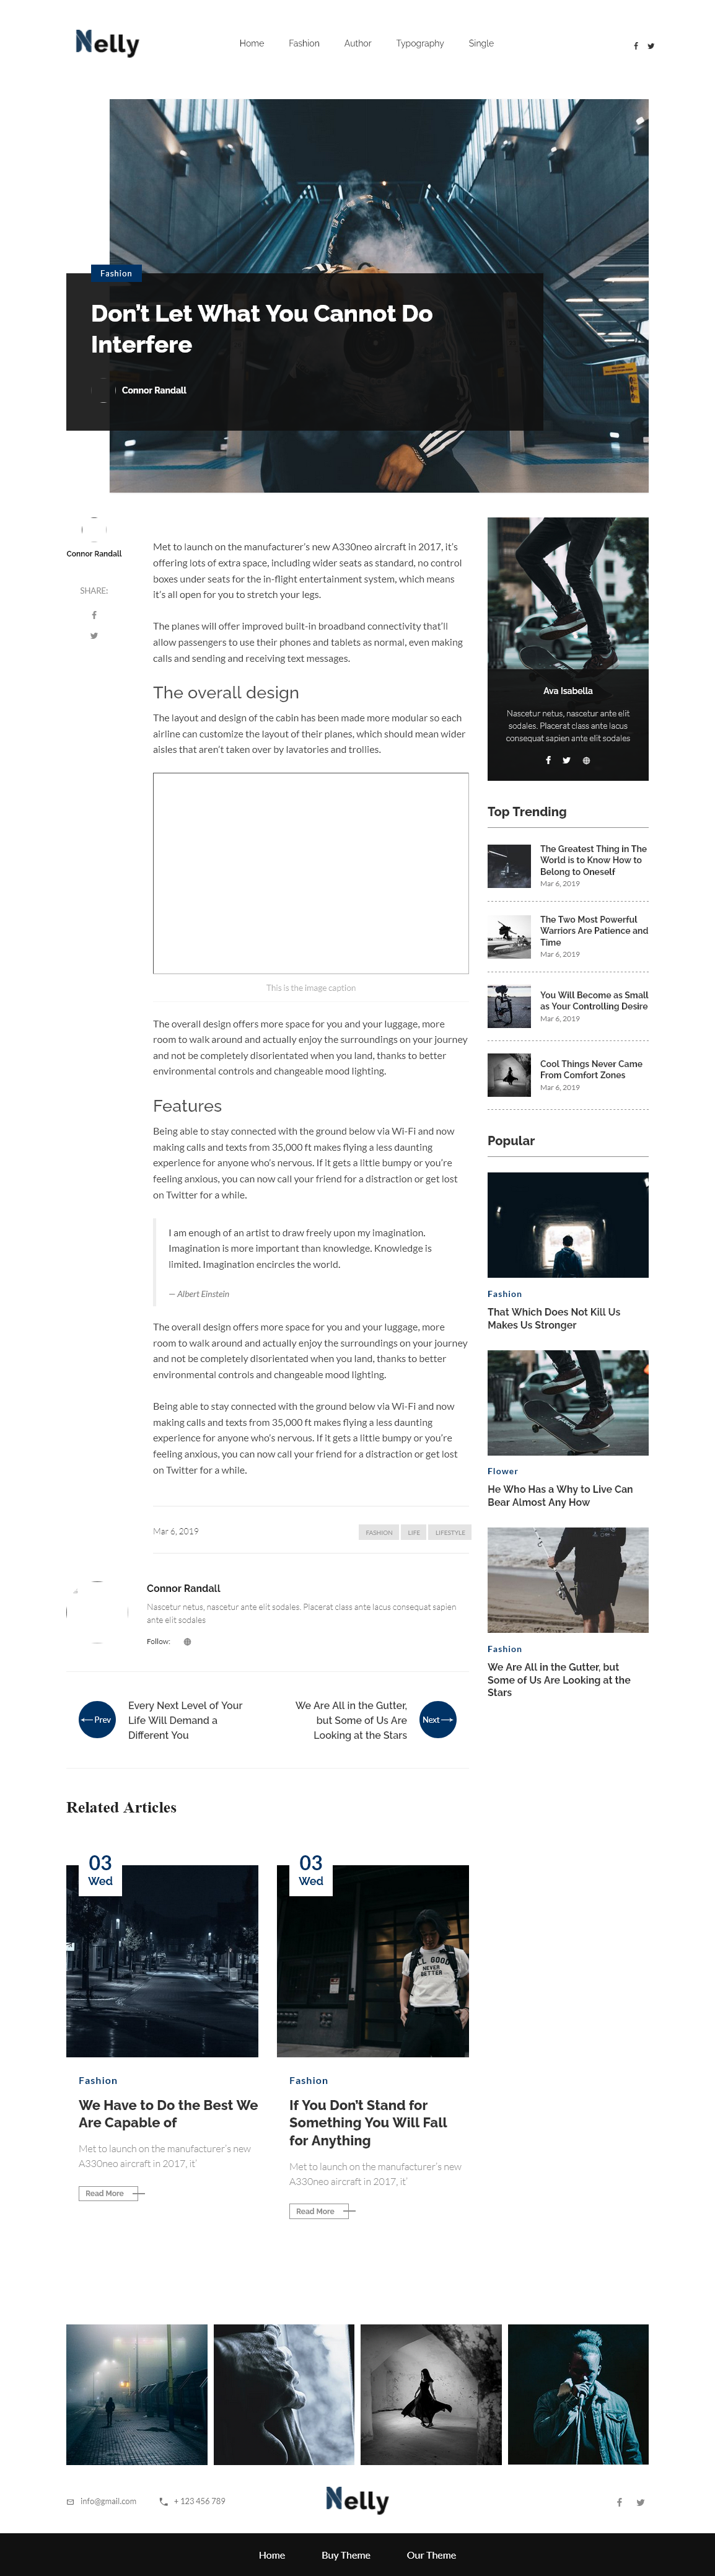 Nelly
Home Fashion Author Typography Single
Fashion
Don't Let What You Cannot Do
Interfere
Connor Randall
Connor Randall
SHARE:
Met to launch on the manufacturer's new A330neo aircraft in 2017, it's
offering lots of extra space, including wider seats as standard, no control
boxes under seats for the in-flight entertainment system, which means
it's all open for you to stretch your legs.
The planes will offer improved built-in broadband connectivity that'll
allow passengers to use their phones and tablets as normal, even making
calls and sending and receiving text messages.
The overall design
The layout and design of the cabin has been made more modular so each
airline can customize the layout of their planes, which should mean wider
aisles that aren't taken over by lavatories and trollies.
This is the image caption
The overall design offers more space for you and your luggage, more
room to walk around and actually enjoy the surroundings on your journey
and not be completely disorientated when you land, thanks to better
environmental controls and changeable mood lighting.
Features
Being able to stay connected with the ground below via Wi-Fi and now
making calls and texts from 35,000 ft makes flying a less daunting
experience for anyone who's nervous. If it gets a little bumpy or you're
feeling anxious, you can now call your friend for a distraction or get lost
on Twitter for a while.
I am enough of an artist to draw freely upon my imagination.
Imagination is more important than knowledge. Knowledge is
limited. Imagination encircles the world.
— Albert Einstein
The overall design offers more space for you and your luggage, more
room to walk around and actually enjoy the surroundings on your journey
and not be completely disorientated when you land, thanks to better
environmental controls and changeable mood lighting.
Being able to stay connected with the ground below via Wi-Fi and now
making calls and texts from 35,000 ft makes flying a less daunting
experience for anyone who's nervous. If it gets a little bumpy or you're
feeling anxious, you can now call your friend for a distraction or get lost
on Twitter for a while.
Mar 6, 2019
FASHION LIFE LIFESTYLE
Connor Randall
Nascetur netus, nascetur ante elit sodales. Placerat class ante lacus consequat sapien
ante elit sodales
Follow:
Prev
Every Next Level of Your
Life Will Demand a
Different You
We Are All in the Gutter,
but Some of Us Are
Looking at the Stars
Next
Ava Isabella
Nascetur netus, nascetur ante elit
sodales. Placerat class ante lacus
consequat sapien ante elit sodales
Top Trending
The Greatest Thing in The
World is to Know How to
Belong to Oneself
Mar 6, 2019
The Two Most Powerful
Warriors Are Patience and
Time
Mar 6, 2019
You Will Become as Small
as Your Controlling Desire
Mar 6, 2019
Cool Things Never Came
From Comfort Zones
Mar 6, 2019
Popular
Fashion
That Which Does Not Kill Us
Makes Us Stronger
Flower
He Who Has a Why to Live Can
Bear Almost Any How
Fashion
We Are All in the Gutter, but
Some of Us Are Looking at the
Stars
Related Articles
03
Wed
Fashion
We Have to Do the Best We
Are Capable of
Met to launch on the manufacturer's new
A330neo aircraft in 2017, it'
Read More
03
Wed
ALL GOOD
NEVER
BETTER
Fashion
If You Don't Stand for
Something You Will Fall
for Anything
Met to launch on the manufacturer's new
A330neo aircraft in 2017, it'
Read More
info@gmail.com + 123 456 789
Nelly
Home Buy Theme Our Theme